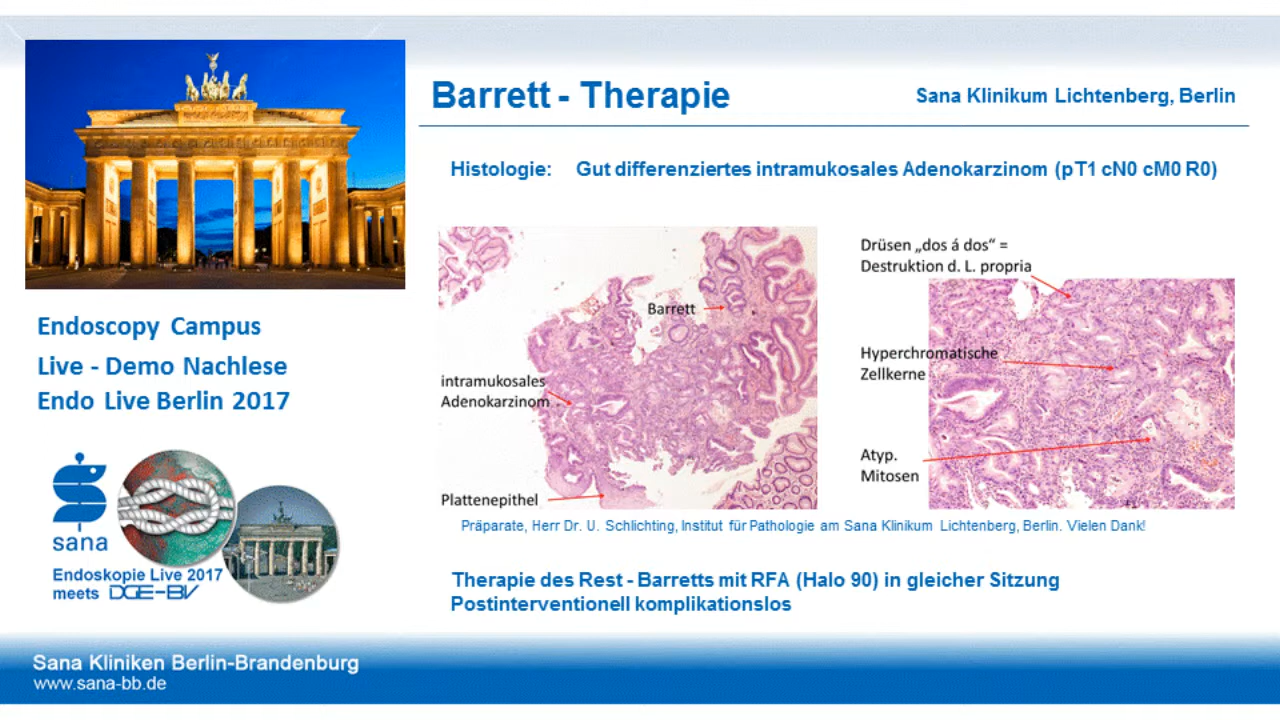 Barrett - Therapie
Sana Klinikum Lichtenberg, Berlin
Histologie: Gut differenziertes intramukosales Adenokarzinom (pT1 cN0 cM0 R0)
Barrett
intramukosales
Adenokarzinom
Plattenepithel
Drüsen „dos á dos“ =
Destruktion d. L. propria
Hyperchromatische
Zellkerne
Atyp.
Mitosen
Präparate, Herr Dr. U. Schlichting, Institut für Pathologie am Sana Klinikum Lichtenberg, Berlin. Vielen Dank!
Therapie des Rest - Barretts mit RFA (Halo 90) in gleicher Sitzung
Postinterventionell komplikationslos
Endoscopy Campus
Live - Demo Nachlese
Endo Live Berlin 2017
sana
Endoskopie Live 2017
meets DGE-BV
Sana Kliniken Berlin-Brandenburg
www.sana-bb.de